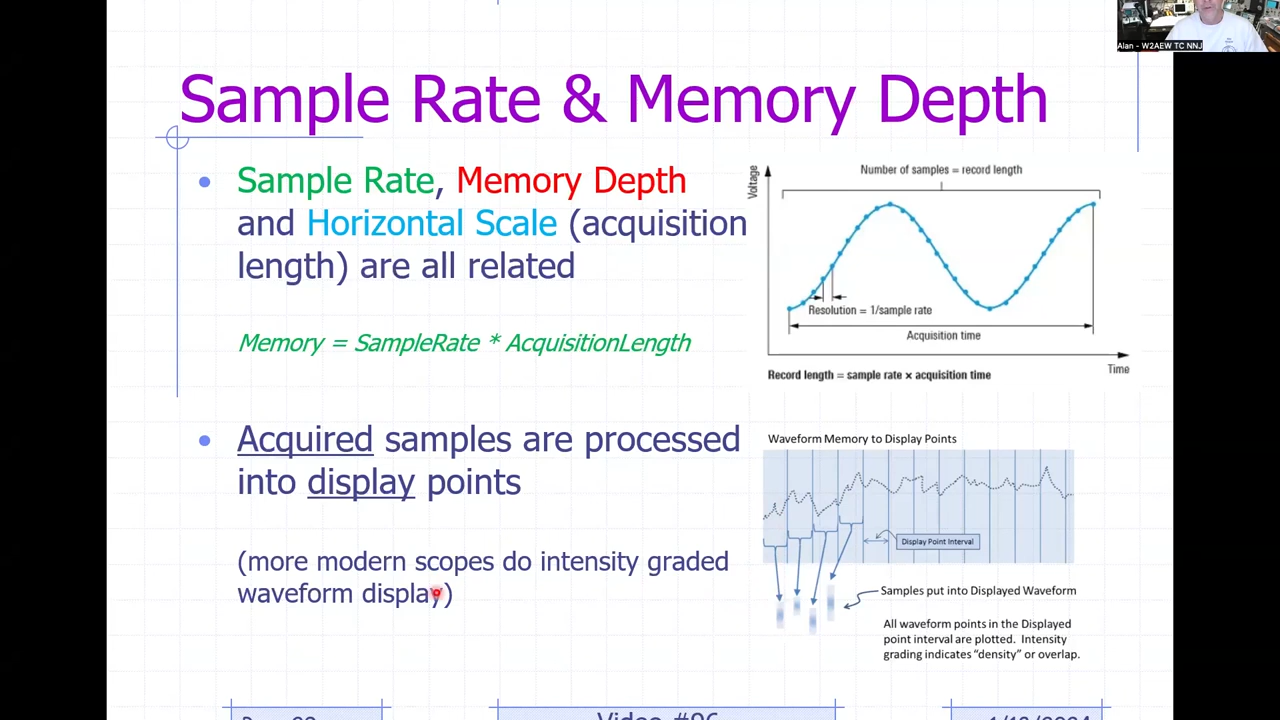 Alan - W2AEW TC NNJ
Sample Rate & Memory Depth
Sample Rate, Memory Depth
and Horizontal Scale (acquisition
length) are all related
Memory = SampleRate * AcquisitionLength
Voltage
Number of samples = record length
Resolution = 1/sample rate
Acquisition time
Time
Record length = sample rate × acquisition time
Acquired samples are processed
into display points
(more modern scopes do intensity graded
waveform display)
Waveform Memory to Display Points
Display Point Interval
Samples put into Displayed Waveform
All waveform points in the Displayed
point interval are plotted. Intensity
grading indicates “density” or overlap.
Video #96